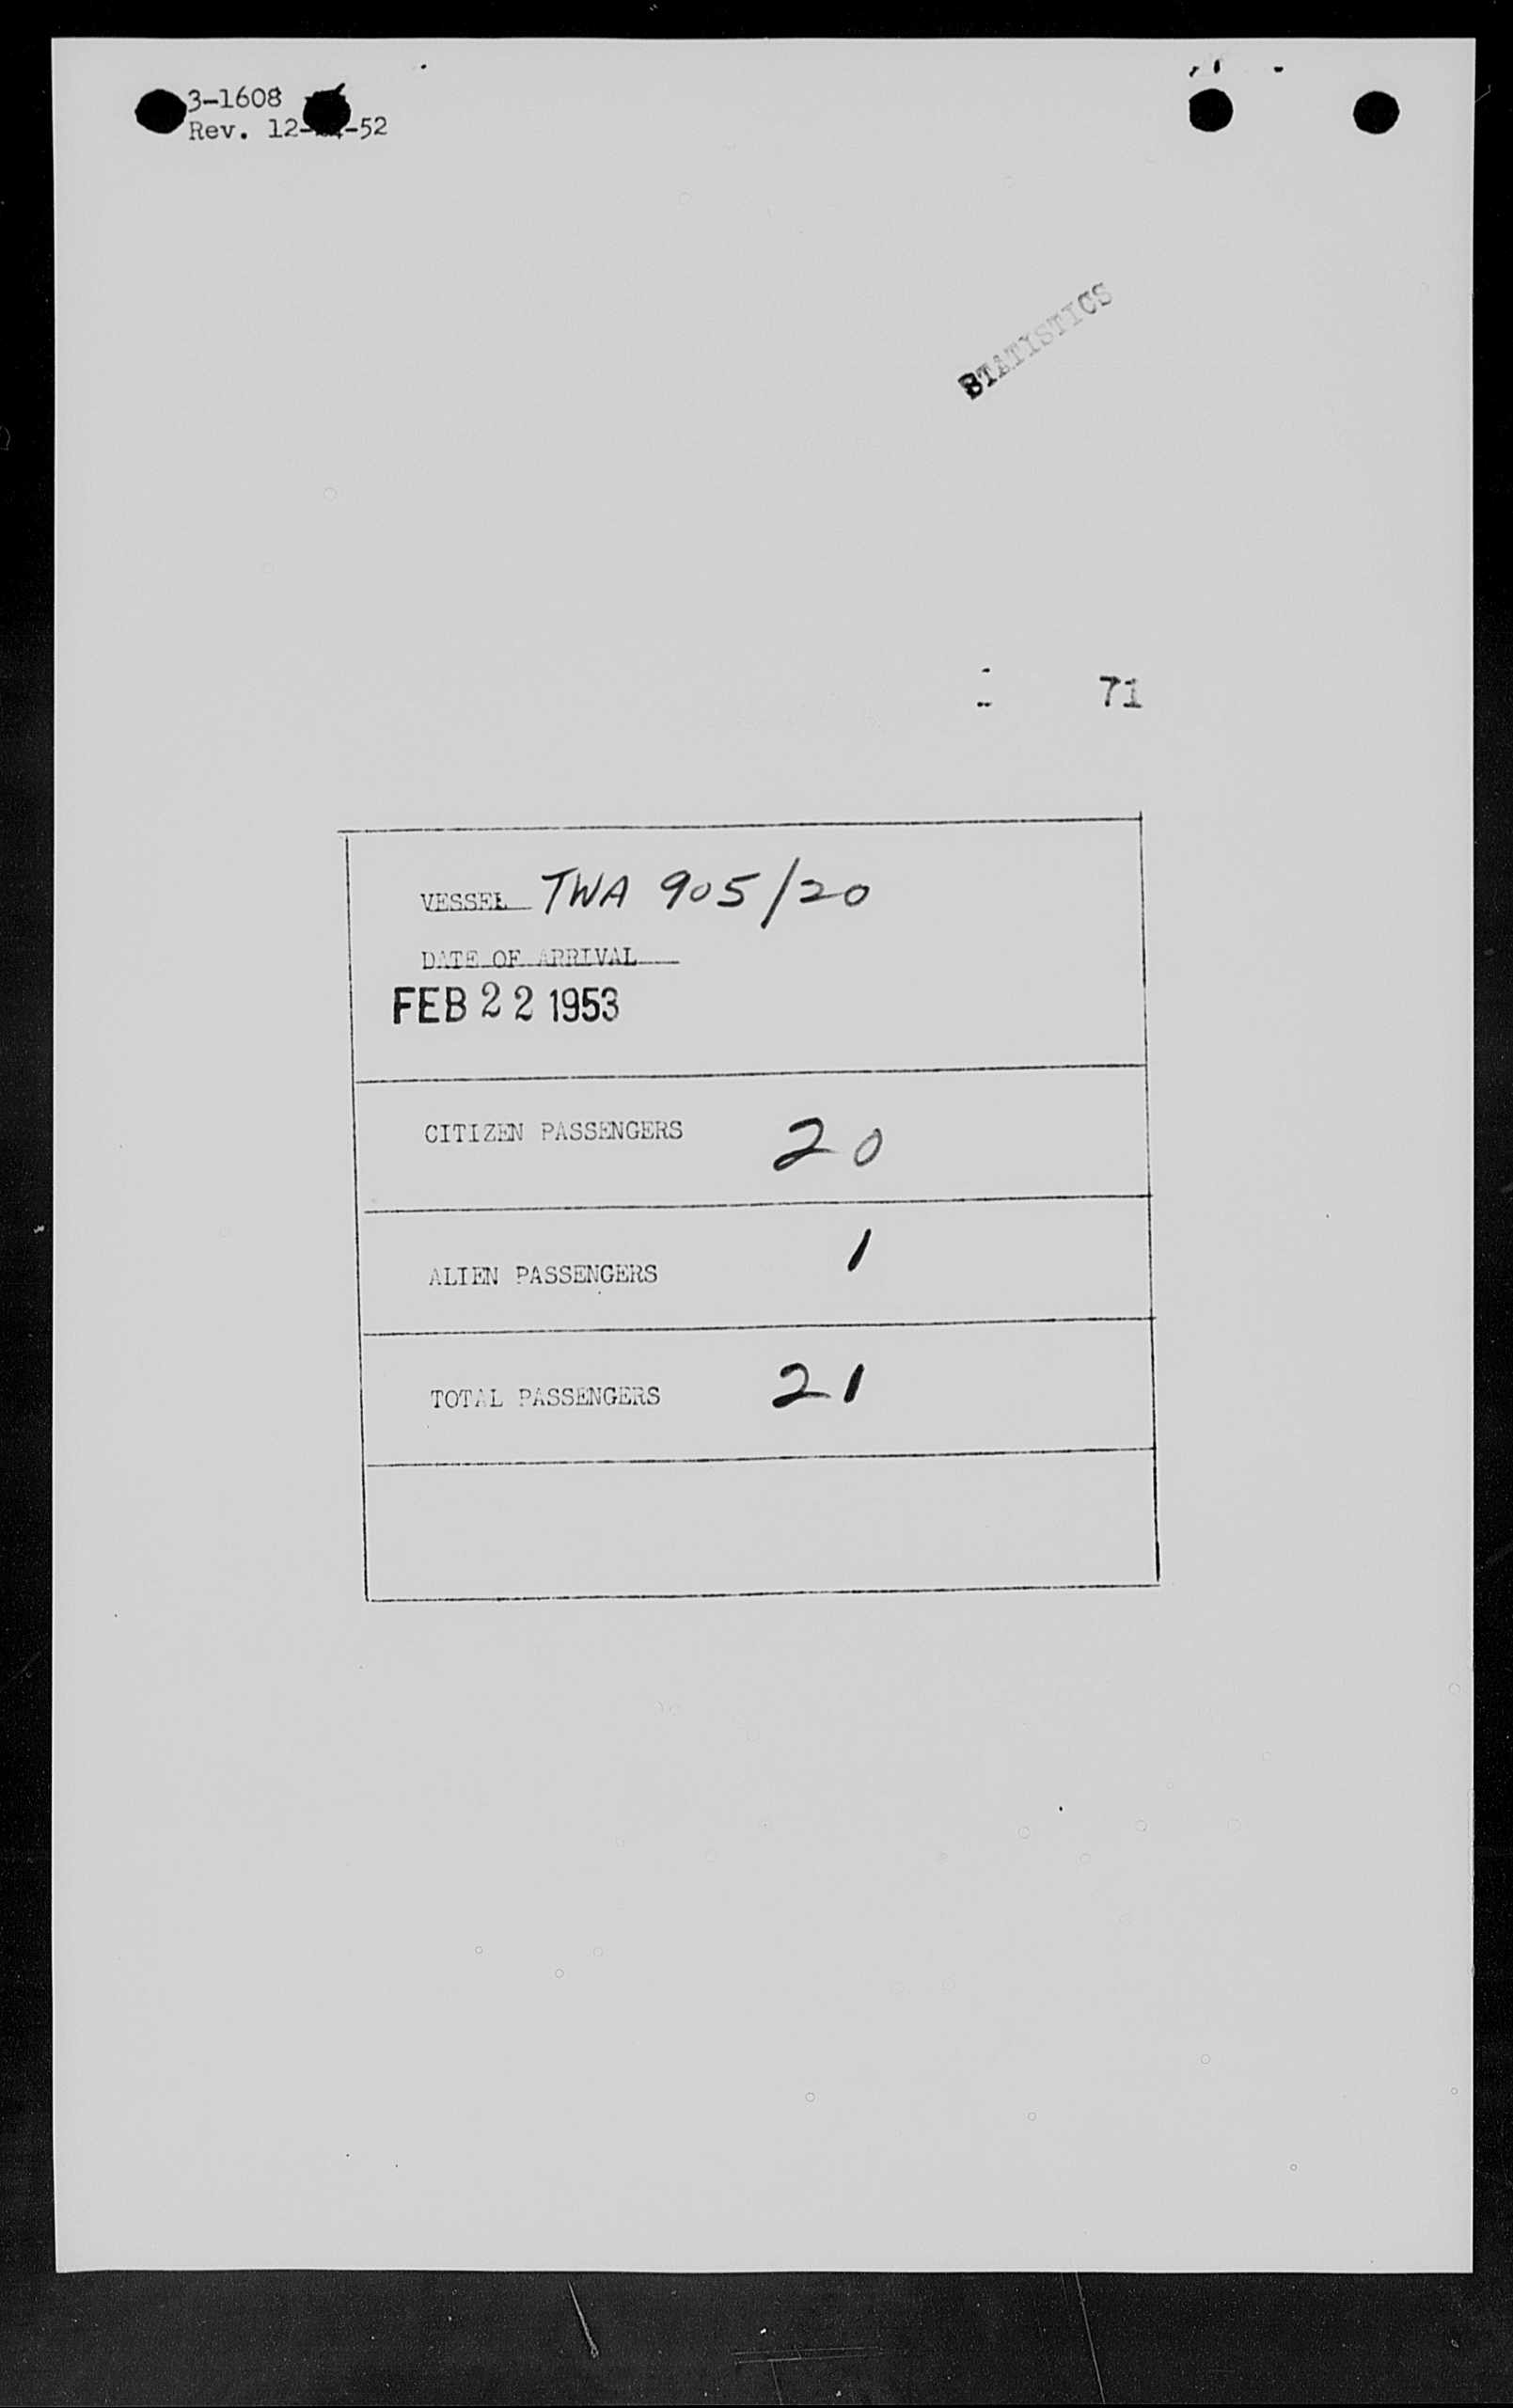 3-1608
Rev. 12- -52
STATISTICS
71
VESSEL TWA 905/20
DATE OF ARRIVAL
FEB 22 1953
CITIZEN PASSENGERS 20
ALIEN PASSENGERS 1
TOTAL PASSENGERS 21